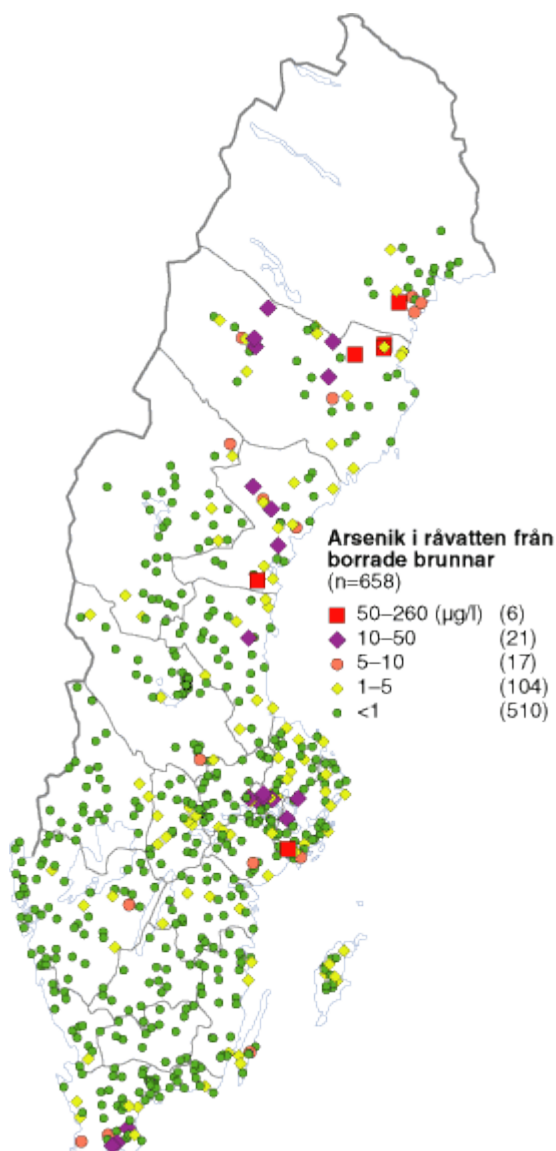 Arsenik i råvatten från
borrade brunnar
(n=658)
50–260 (µg/l) (6)
10–50 (21)
5–10 (17)
1–5 (104)
<1 (510)